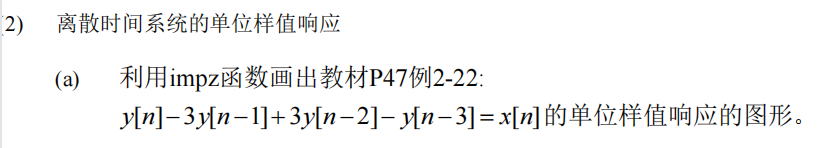 2) 离散时间系统的单位样值响应
(a) 利用impz函数画出教材P47例2-22:
y[n]−3y[n−1]+3y[n−2]−y[n−3]=x[n]的单位样值响应的图形。